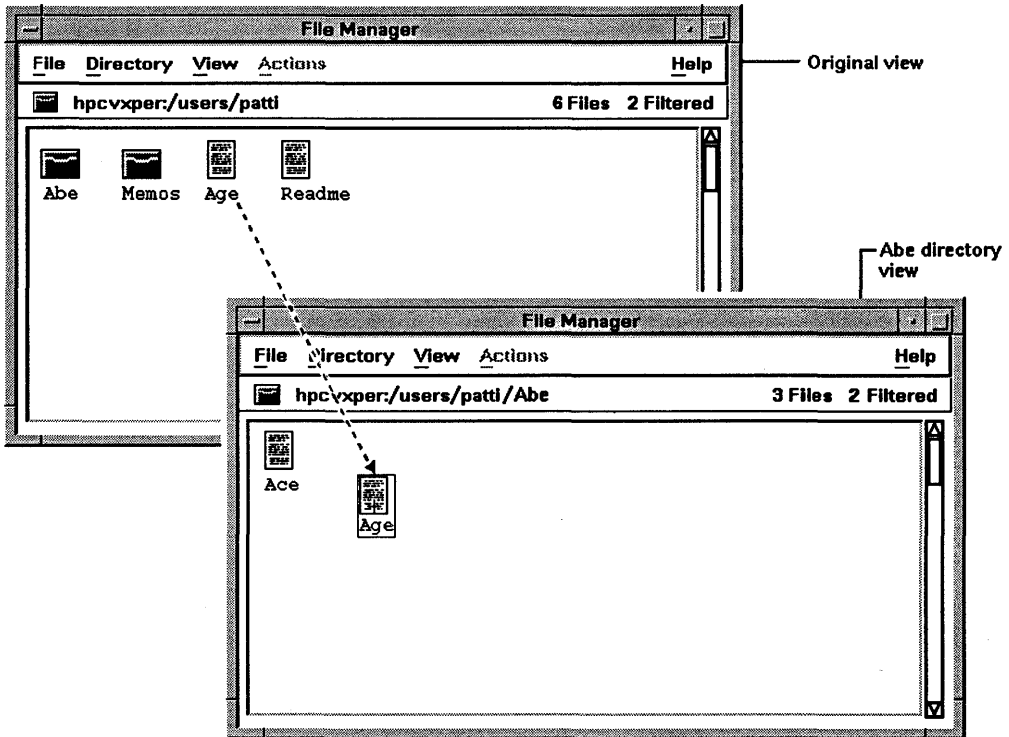 File Manager
File Directory View Actions Help
Original view
hpcvxper:/users/patti 6 Files 2 Filtered
Abe Memos Age Readme
Abe directory
view
File Manager
File Directory View Actions Help
hpcvxper:/users/patti/Abe 3 Files 2 Filtered
Ace
Age